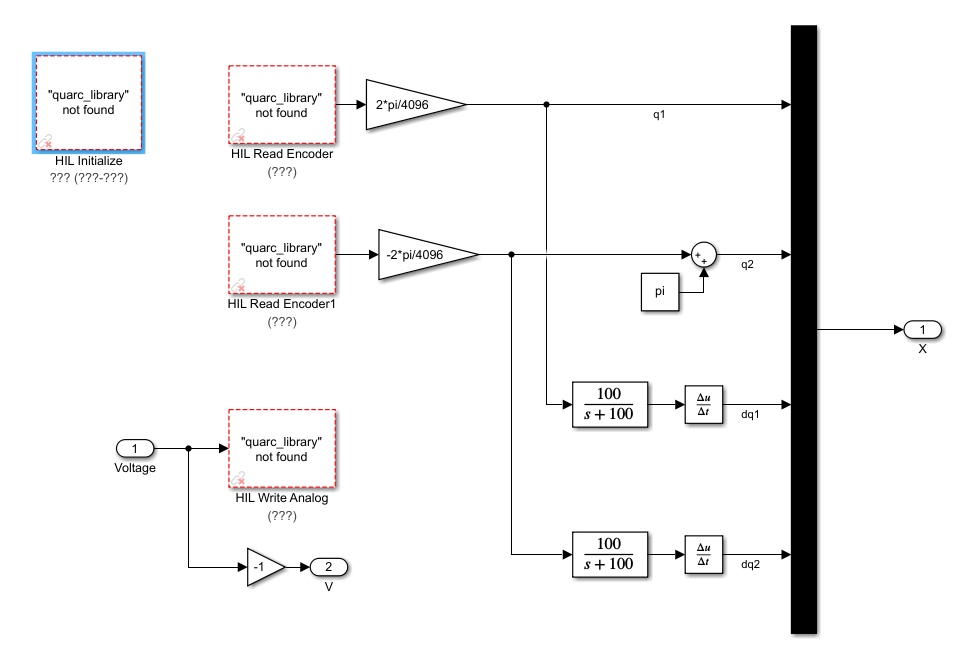 "quarc_library"
not found
HIL Initialize
??? (???-???)
"quarc_library"
not found
HIL Read Encoder
(???)
2*pi/4096
q1
"quarc_library"
not found
HIL Read Encoder1
(???)
-2*pi/4096
++
q2
pi
1
X
100
s + 100
Δu
Δt
dq1
1
Voltage
"quarc_library"
not found
HIL Write Analog
(???)
-1
2
V
100
s + 100
Δu
Δt
dq2